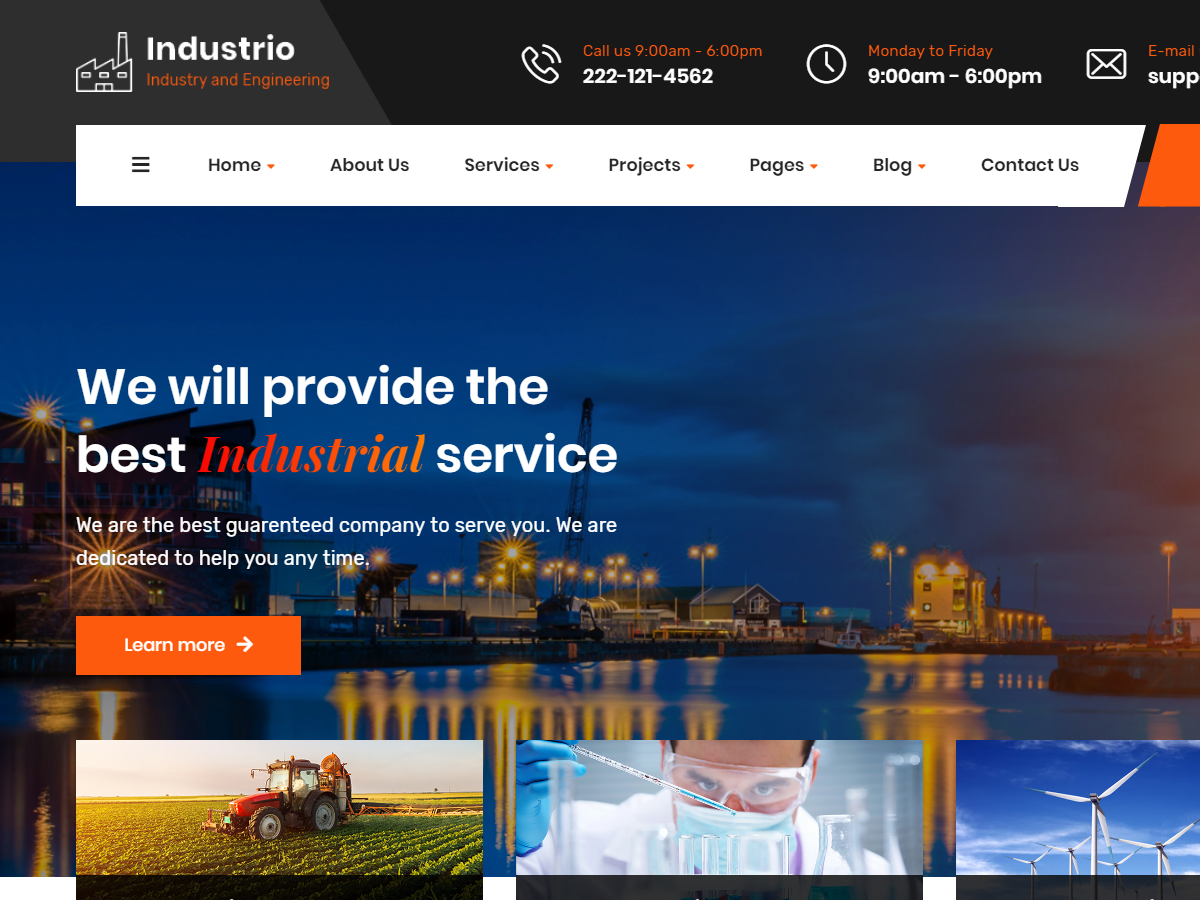 Industrio
Industry and Engineering
Call us 9:00am - 6:00pm
222-121-4562
Monday to Friday
9:00am - 6:00pm
E-mail
Home
About Us
Services
Projects
Pages
Blog
Contact Us
We will provide the
best Industrial service
We are the best guarenteed company to serve you. We are
dedicated to help you any time.
Learn more